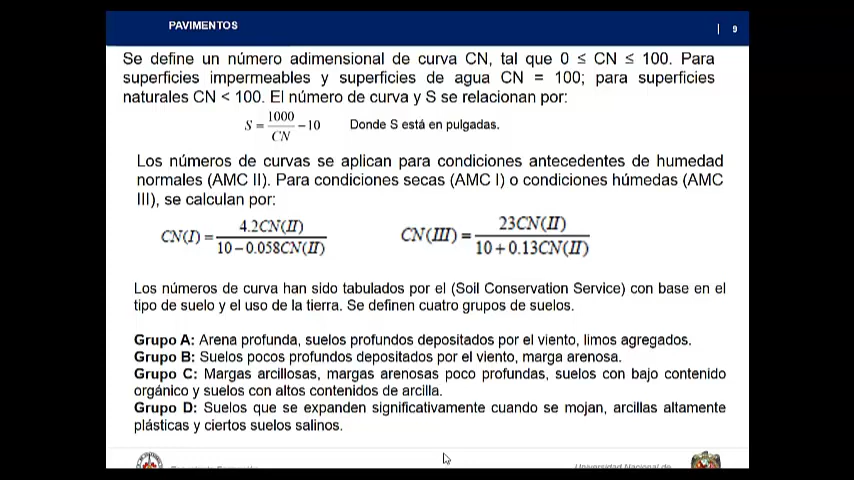 PAVIMENTOS
| 9
Se define un número adimensional de curva CN, tal que 0 ≤ CN ≤ 100. Para
superficies impermeables y superficies de agua CN = 100; para superficies
naturales CN < 100. El número de curva y S se relacionan por:
S = 1000/CN − 10 Donde S está en pulgadas.
Los números de curvas se aplican para condiciones antecedentes de humedad
normales (AMC II). Para condiciones secas (AMC I) o condiciones húmedas (AMC
III), se calculan por:
CN(I) = 4.2CN(II) / 10 − 0.058CN(II) CN(III) = 23CN(II) / 10 + 0.13CN(II)
Los números de curva han sido tabulados por el (Soil Conservation Service) con base en el
tipo de suelo y el uso de la tierra. Se definen cuatro grupos de suelos.
Grupo A: Arena profunda, suelos profundos depositados por el viento, limos agregados.
Grupo B: Suelos pocos profundos depositados por el viento, marga arenosa.
Grupo C: Margas arcillosas, margas arenosas poco profundas, suelos con bajo contenido
orgánico y suelos con altos contenidos de arcilla.
Grupo D: Suelos que se expanden significativamente cuando se mojan, arcillas altamente
plásticas y ciertos suelos salinos.
Universidad Nacional de